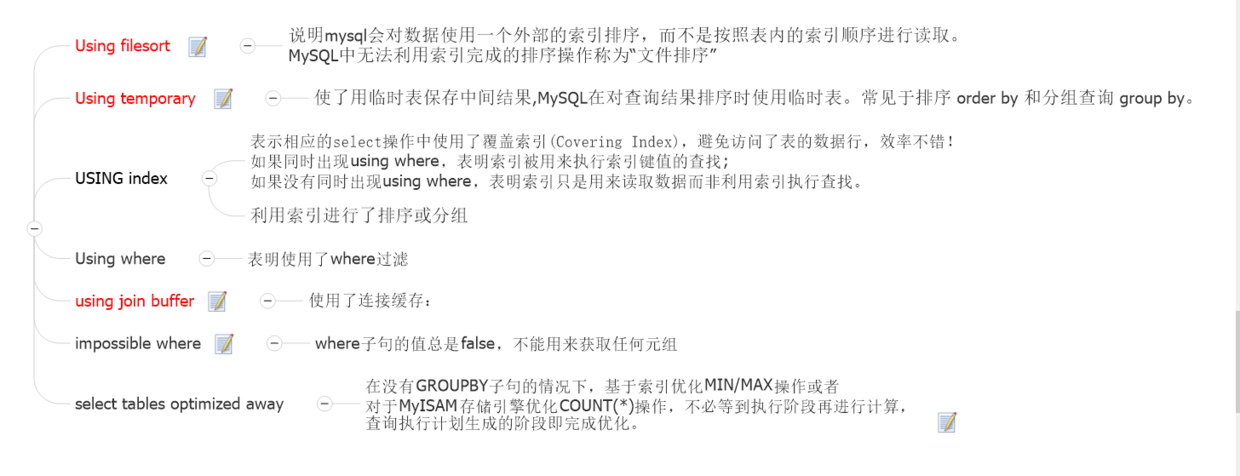 Using filesort
说明mysql会对数据使用一个外部的索引排序，而不是按照表内的索引顺序进行读取。
MySQL中无法利用索引完成的排序操作称为“文件排序”
Using temporary
使了用临时表保存中间结果,MySQL在对查询结果排序时使用临时表。常见于排序 order by 和分组查询 group by。
USING index
表示相应的select操作中使用了覆盖索引(Covering Index)，避免访问了表的数据行，效率不错！
如果同时出现using where，表明索引被用来执行索引键值的查找；
如果没有同时出现using where，表明索引只是用来读取数据而非利用索引执行查找。
利用索引进行了排序或分组
Using where
表明使用了where过滤
using join buffer
使用了连接缓存：
impossible where
where子句的值总是false，不能用来获取任何元组
select tables optimized away
在没有GROUPBY子句的情况下，基于索引优化MIN/MAX操作或者
对于MyISAM存储引擎优化COUNT(*)操作，不必等到执行阶段再进行计算，
查询执行计划生成的阶段即完成优化。